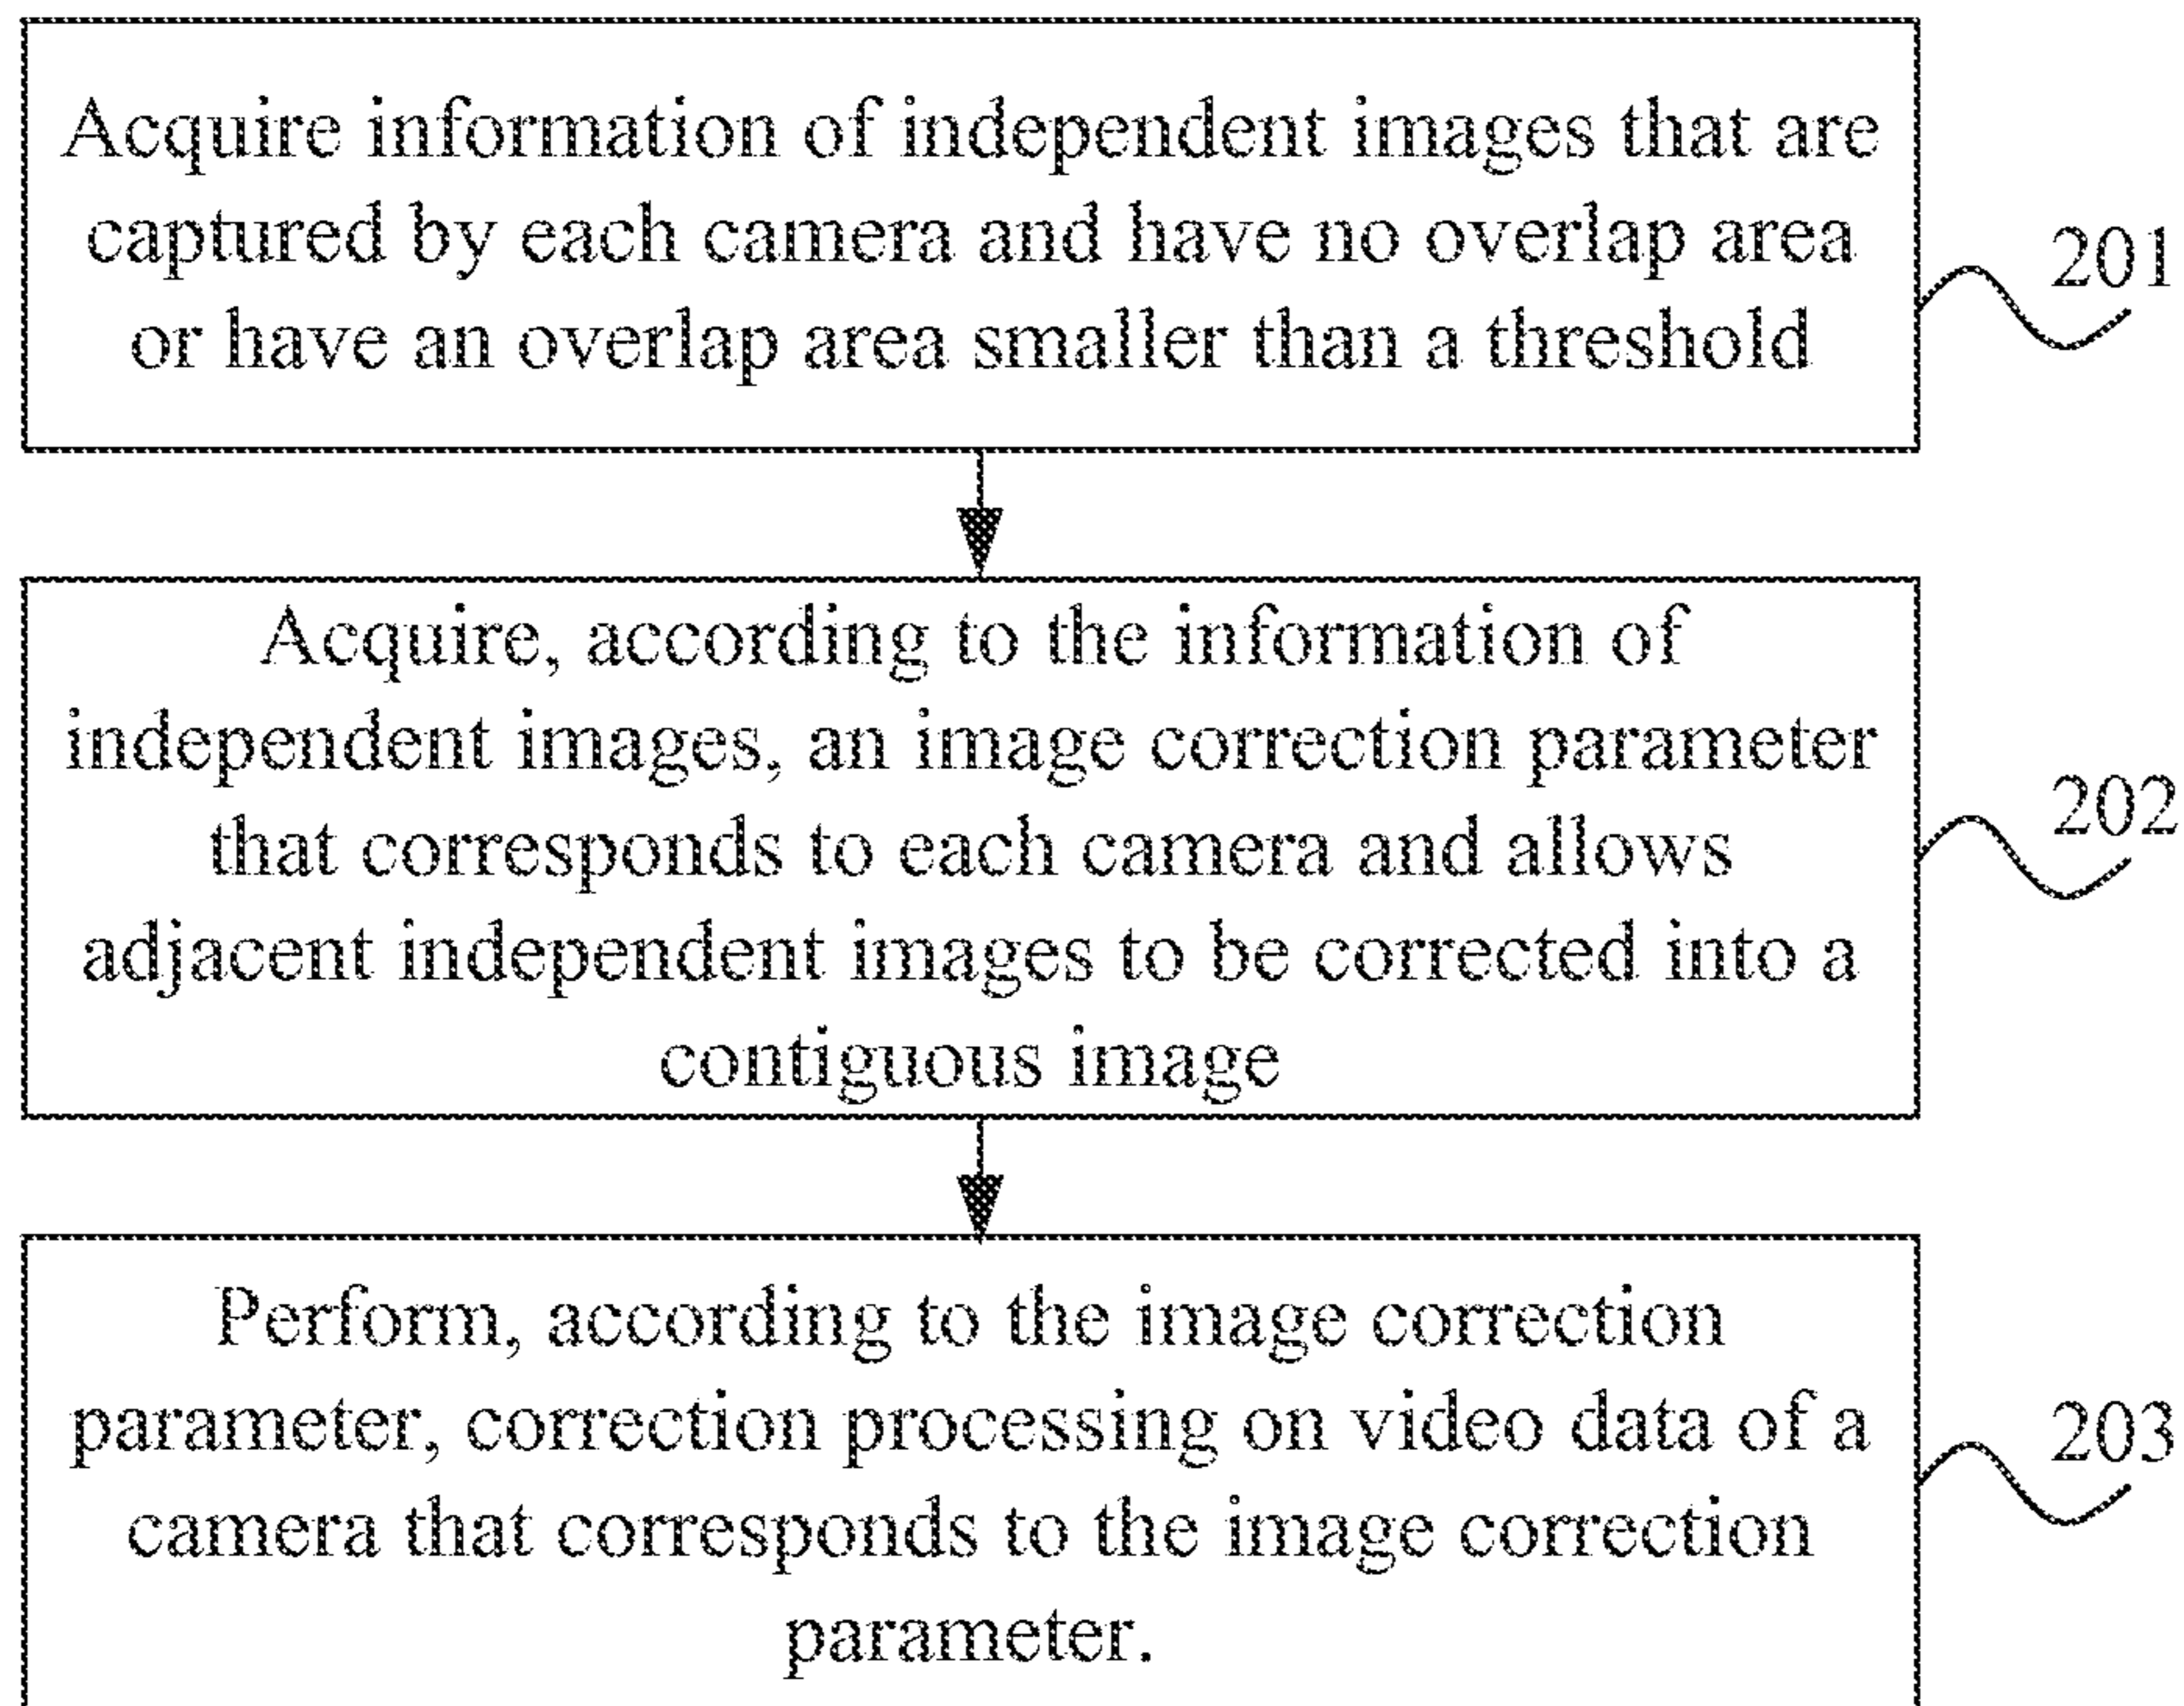 Acquire information of independent images that are
captured by each camera and have no overlap area
or have an overlap area smaller than a threshold
201
Acquire, according to the information of
independent images, an image correction parameter
that corresponds to each camera and allows
adjacent independent images to be corrected into a
contiguous image
202
Perform, according to the image correction
parameter, correction processing on video data of a
camera that corresponds to the image correction
parameter.
203